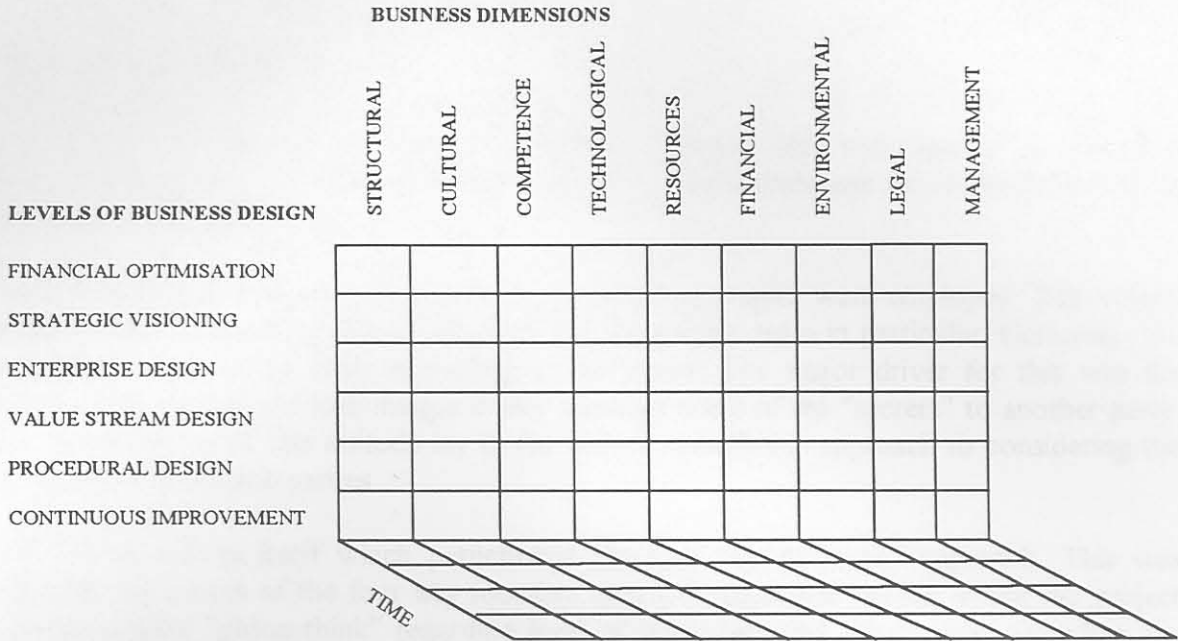 BUSINESS DIMENSIONS
STRUCTURAL
CULTURAL
COMPETENCE
TECHNOLOGICAL
RESOURCES
FINANCIAL
ENVIRONMENTAL
LEGAL
MANAGEMENT
LEVELS OF BUSINESS DESIGN
FINANCIAL OPTIMISATION
STRATEGIC VISIONING
ENTERPRISE DESIGN
VALUE STREAM DESIGN
PROCEDURAL DESIGN
CONTINUOUS IMPROVEMENT
TIME